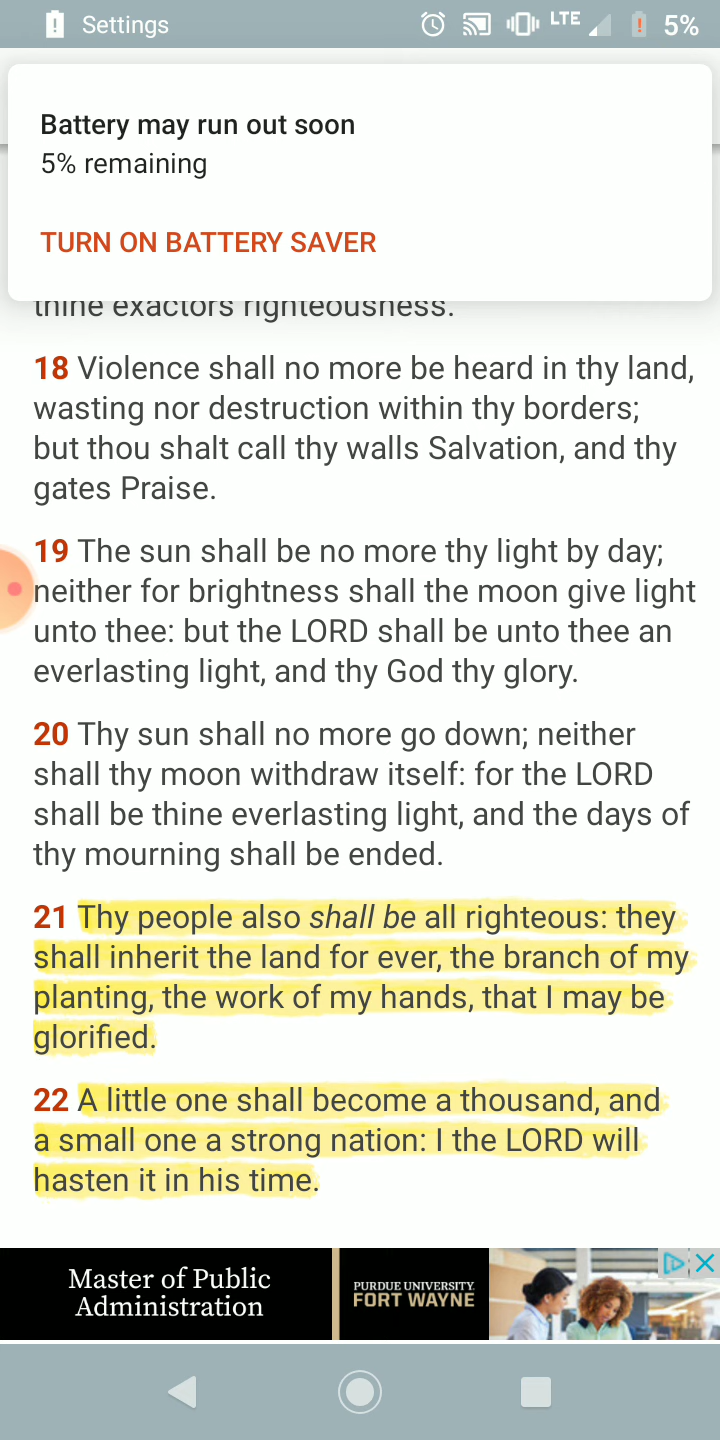 Settings
LTE
5%
Battery may run out soon
5% remaining
TURN ON BATTERY SAVER
thine exactors righteousness.
18 Violence shall no more be heard in thy land,
wasting nor destruction within thy borders;
but thou shalt call thy walls Salvation, and thy
gates Praise.
19 The sun shall be no more thy light by day;
neither for brightness shall the moon give light
unto thee: but the LORD shall be unto thee an
everlasting light, and thy God thy glory.
20 Thy sun shall no more go down; neither
shall thy moon withdraw itself: for the LORD
shall be thine everlasting light, and the days of
thy mourning shall be ended.
21 Thy people also shall be all righteous: they
shall inherit the land for ever, the branch of my
planting, the work of my hands, that I may be
glorified.
22 A little one shall become a thousand, and
a small one a strong nation: I the LORD will
hasten it in his time.
Master of Public
Administration
PURDUE UNIVERSITY.
FORT WAYNE